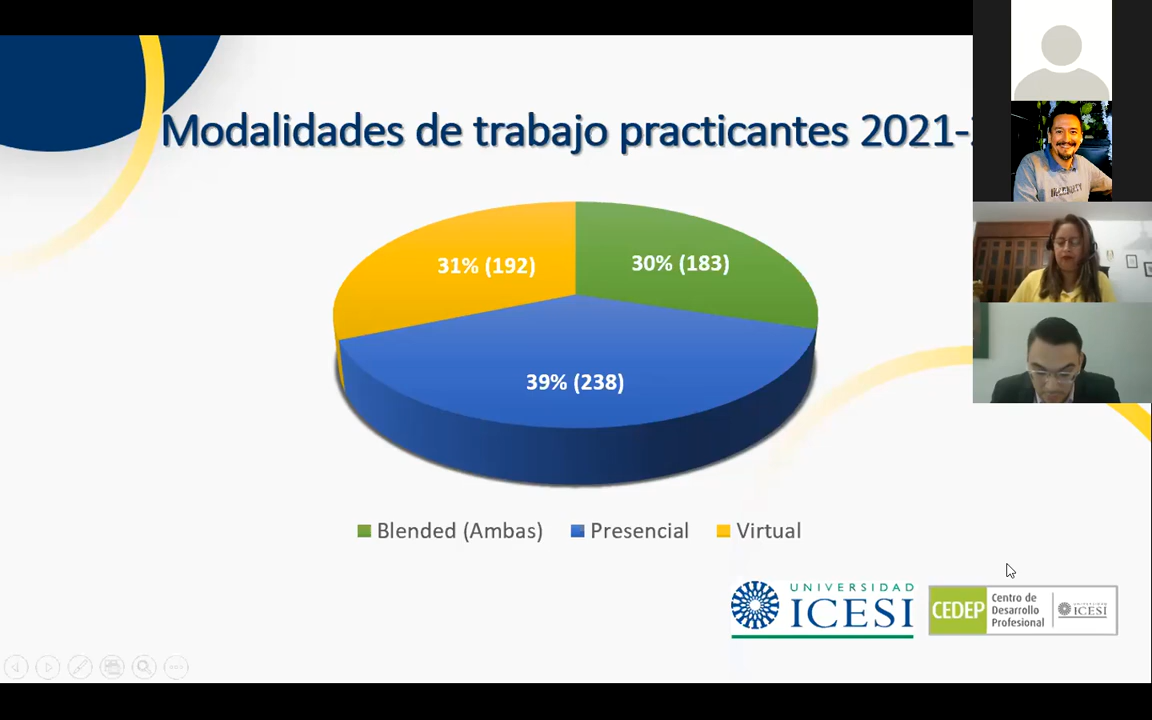 Modalidades de trabajo practicantes 2021-
31% (192)
30% (183)
39% (238)
Blended (Ambas)
Presencial
Virtual
UNIVERSIDAD
ICESI
CEDEP
Centro de
Desarrollo
Profesional
ICESI